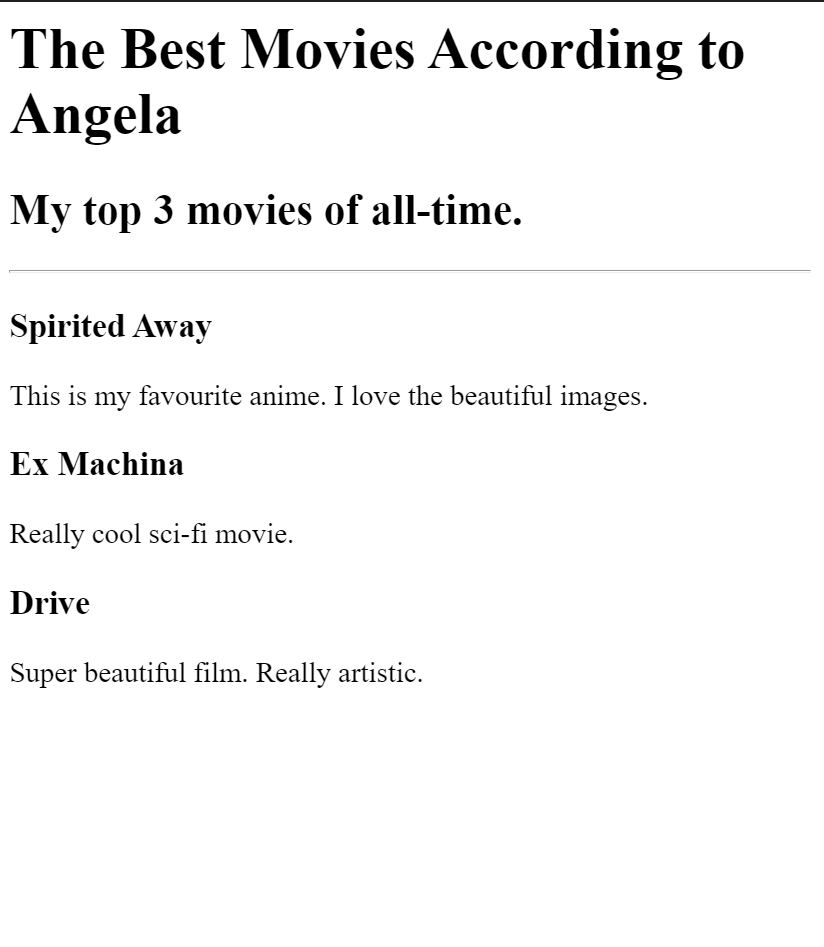 The Best Movies According to
Angela
My top 3 movies of all-time.
Spirited Away
This is my favourite anime. I love the beautiful images.
Ex Machina
Really cool sci-fi movie.
Drive
Super beautiful film. Really artistic.